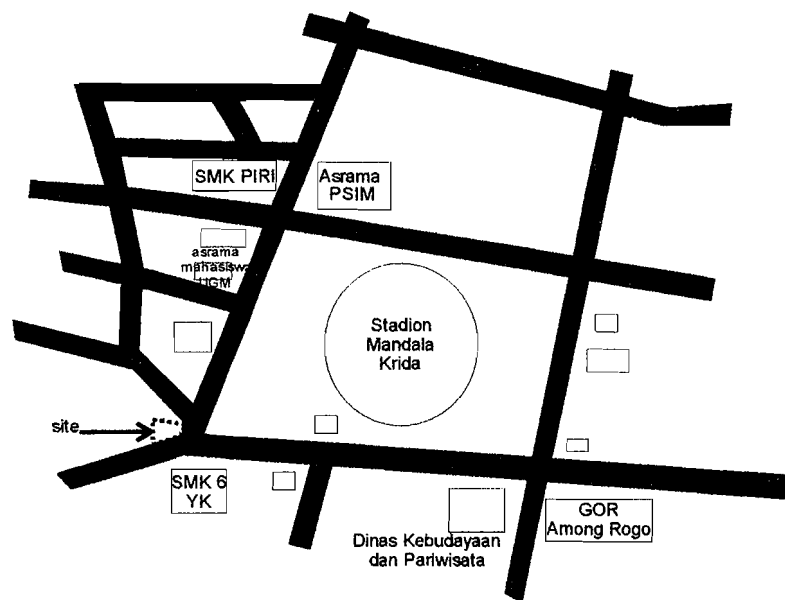 SMK PIRI
Asrama
PSIM
asrama
mahasiswa
UGM
Stadion
Mandala
Krida
site
SMK 6
YK
GOR
Among Rogo
Dinas Kebudayaan
dan Pariwisata